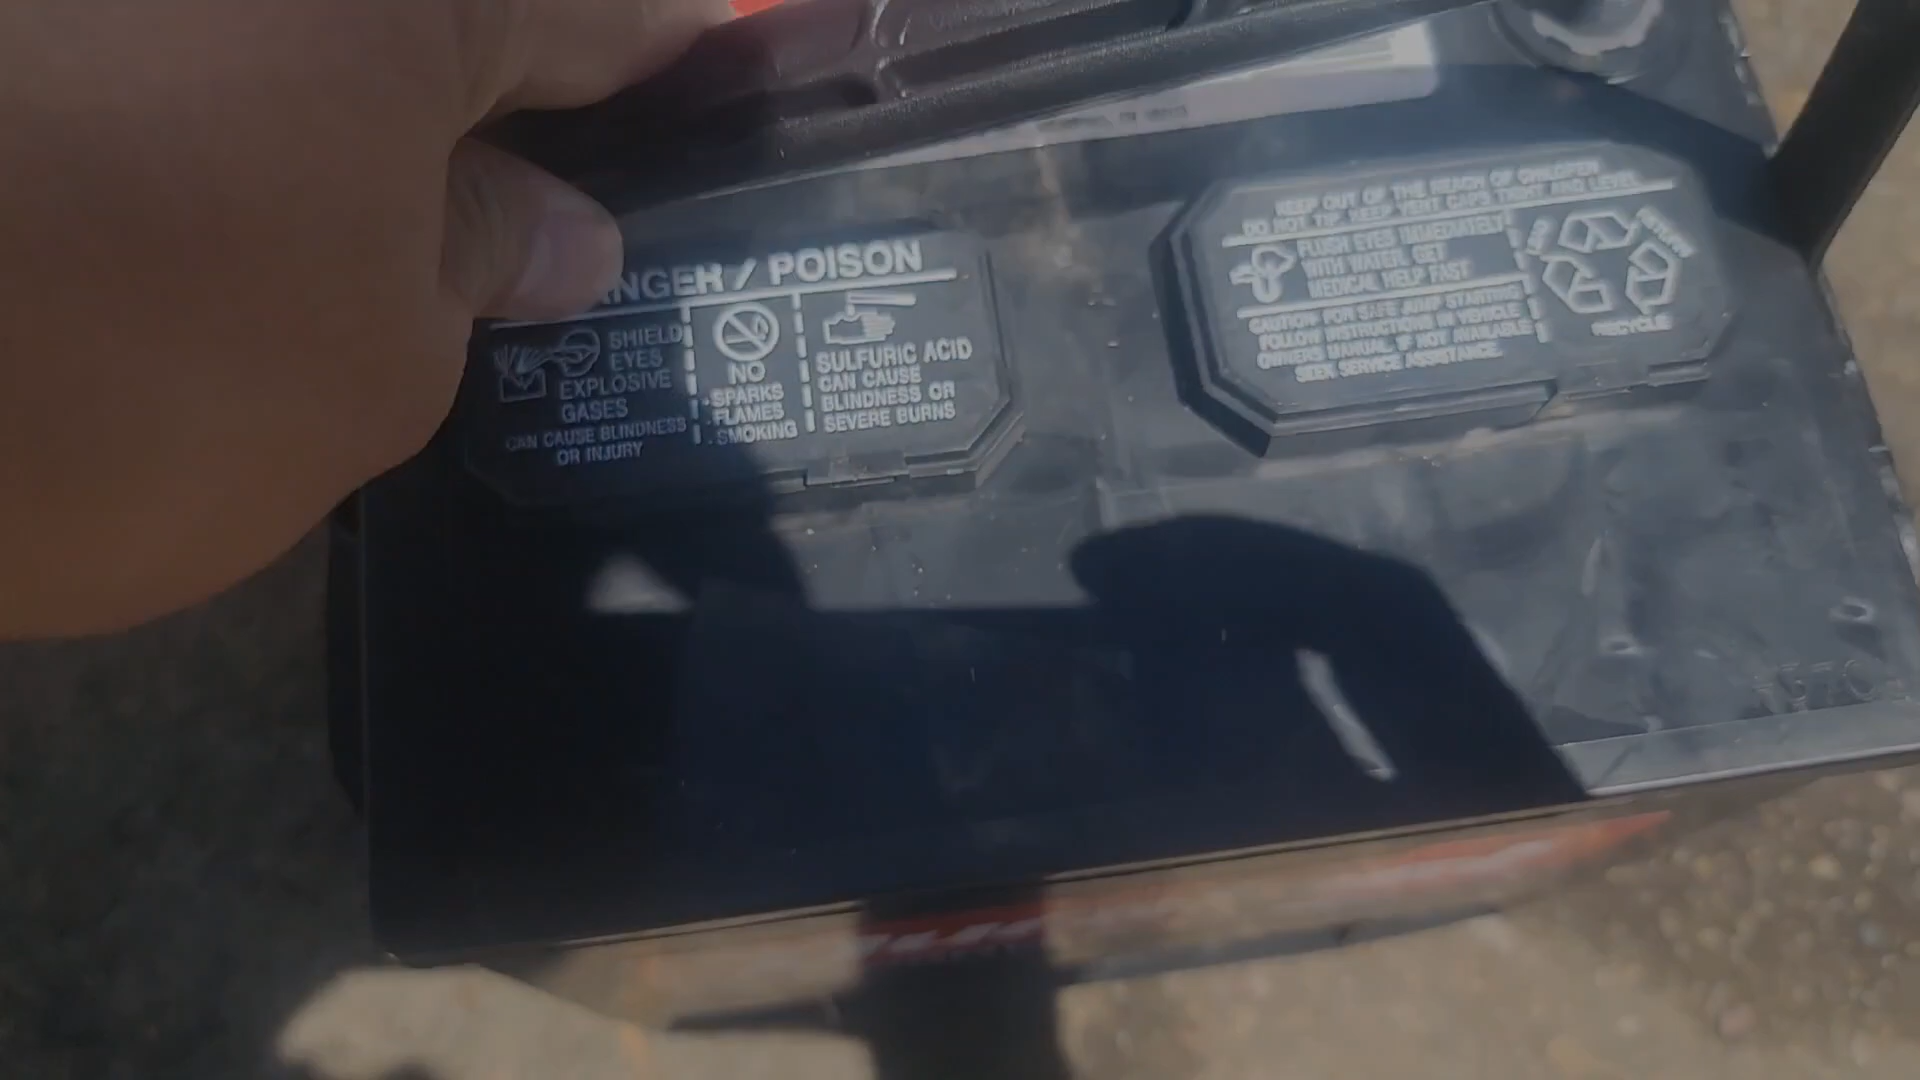 ANGER / POISON
SHIELD
EYES
EXPLOSIVE
GASES
CAN CAUSE BLINDNESS
OR INJURY
NO
• SPARKS
• FLAMES
• SMOKING
SULFURIC ACID
CAN CAUSE
BLINDNESS OR
SEVERE BURNS
KEEP OUT OF THE REACH OF CHILDREN
DO NOT TIP. KEEP VENT CAPS TIGHT AND LEVEL
FLUSH EYES IMMEDIATELY
WITH WATER. GET
MEDICAL HELP FAST
CAUTION: FOR SAFE JUMP STARTING
FOLLOW INSTRUCTIONS IN VEHICLE
OWNERS MANUAL. IF NOT AVAILABLE
SEEK SERVICE ASSISTANCE.
RECYCLE